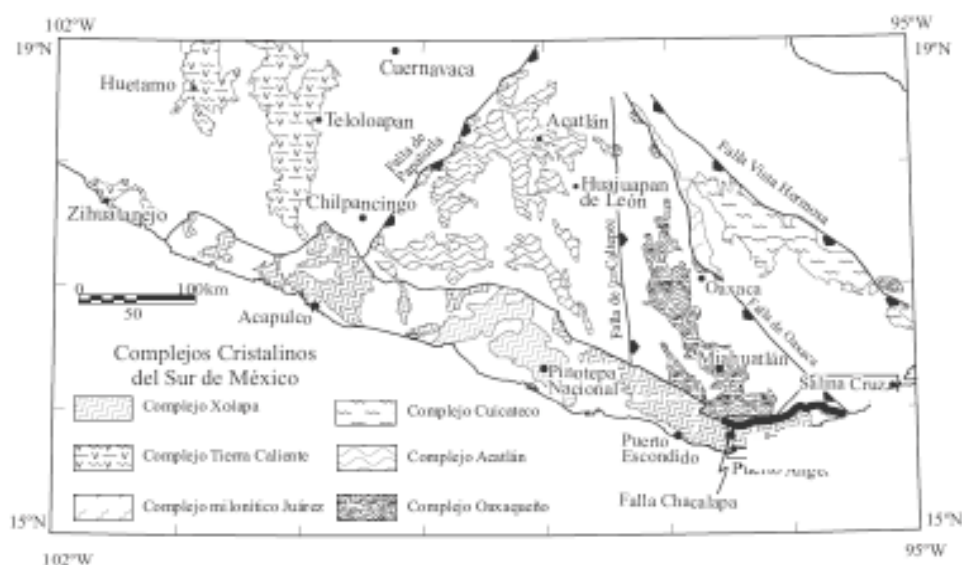 102°W
95°W
19°N
19°N
Cuernavaca
Huetamo
Teloloapan
Acatlán
Falla de Papalutla
Falla Vista Hermosa
Huajuapan
de León
Chilpancingo
Zihuatanejo
Falla de
Oaxaca
Falla de Oaxaca
0
100km
50
Acapulco
Miahuatlán
Complejos Cristalinos
del Sur de México
Pinotepa
Nacional
Salina Cruz
Complejo Xolapa
Complejo Cuicateco
Puerto
Escondido
Complejo Tierra Caliente
Complejo Acatlán
Falla Chacalapa
Complejo milonítico Juárez
Complejo Oaxaqueño
15°N
15°N
102°W
95°W